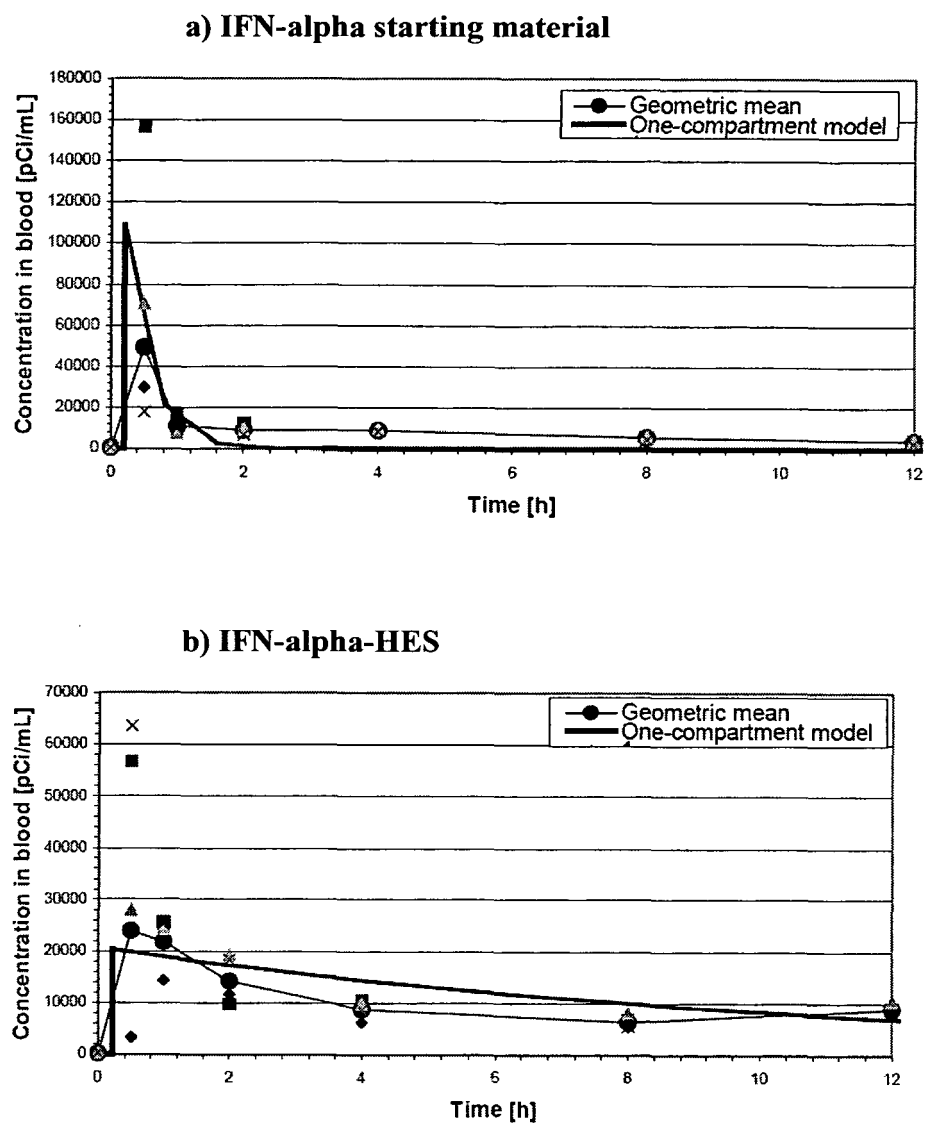 a) IFN-alpha starting material
Concentration in blood [pCi/mL]
180000
160000
140000
120000
100000
80000
60000
40000
20000
0
Geometric mean
One-compartment model
0 2 4 6 8 10 12
Time [h]
b) IFN-alpha-HES
Concentration in blood [pCi/mL]
70000
60000
50000
40000
30000
20000
10000
0
Geometric mean
One-compartment model
0 2 4 6 8 10 12
Time [h]